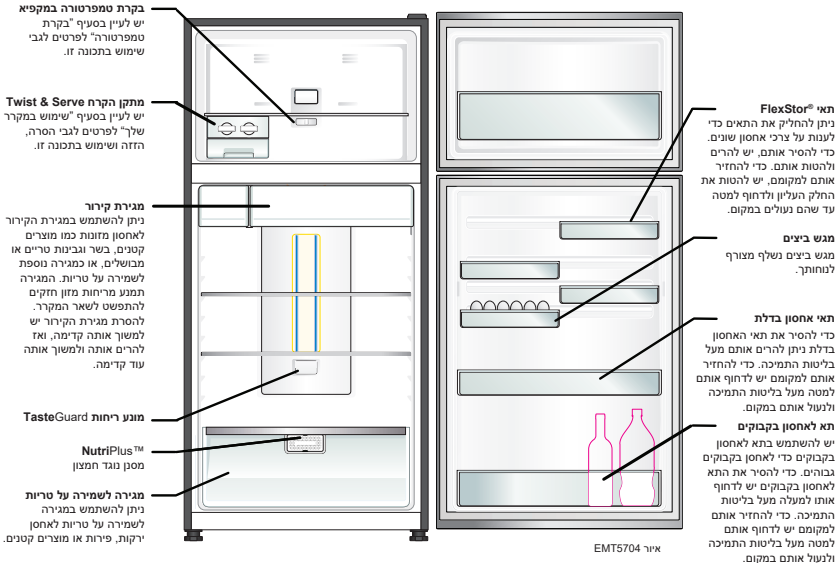 בקרת טמפרטורה במקפיא
יש לעיין בסעיף "בקרת
טמפרטורה" לפרטים לגבי
שימוש בתכונה זו.
מתקן הקרח Twist & Serve
יש לעיין בסעיף "שימוש במקרר
שלך" לפרטים לגבי הסרה,
הזזה ושימוש בתכונה זו.
מגירת קירור
ניתן להשתמש במגירת הקירור
לאחסון מזונות כמו מוצרים
קטנים, בשר וגבינות טריים או
מבושלים, או כמגירה נוספת
לשמירה על טריות. המגירה
תמנע מריחות מזון חזקים
להתפשט לשאר המקרר.
להסרת מגירת הקירור יש
למשוך אותה קדימה, ואז
להרים אותה ולמשוך אותה
עוד קדימה.
מונע ריחות TasteGuard
NutriPlus™
מסנן נוגד חמצון
מגירה לשמירה על טריות
ניתן להשתמש במגירה
לשמירה על טריות לאחסן
ירקות, פירות או מוצרים קטנים.
תאי FlexStor®
ניתן להחליק את התאים כדי
לענות על צרכי אחסון שונים.
כדי להסיר אותם, יש להרים
ולהטות אותם. כדי להחזיר
אותם למקומם, יש להטות את
החלק העליון ולדחוף למטה
עד שהם נעולים במקום.
מגש ביצים
מגש ביצים נשלף מצורף
לנוחותך.
תאי אחסון בדלת
כדי להסיר את תאי האחסון
בדלת ניתן להרים אותם מעל
בליטות התמיכה. כדי להחזיר
אותם למקומם יש לדחוף אותם
למטה מעל בליטות התמיכה
ולנעול אותם במקום.
תא לאחסון בקבוקים
יש להשתמש בתא לאחסון
בקבוקים כדי לאחסן בקבוקים
גבוהים. כדי להסיר את התא
לאחסון בקבוקים יש לדחוף
אותו למעלה מעל בליטות
התמיכה. כדי להחזיר אותם
למקומם יש לדחוף אותם
למטה מעל בליטות התמיכה
ולנעול אותם במקום.
איור EMT5704